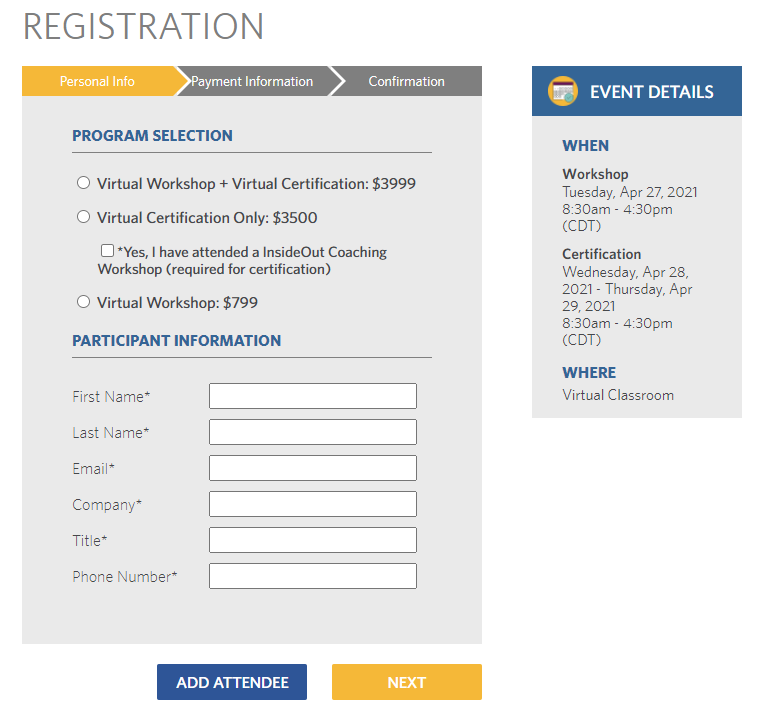 REGISTRATION
Personal Info
Payment Information
Confirmation
PROGRAM SELECTION
Virtual Workshop + Virtual Certification: $3999
Virtual Certification Only: $3500
*Yes, I have attended a InsideOut Coaching
Workshop (required for certification)
Virtual Workshop: $799
PARTICIPANT INFORMATION
First Name*
Last Name*
Email*
Company*
Title*
Phone Number*
ADD ATTENDEE
NEXT
EVENT DETAILS
WHEN
Workshop
Tuesday, Apr 27, 2021
8:30am - 4:30pm
(CDT)
Certification
Wednesday, Apr 28,
2021 - Thursday, Apr
29, 2021
8:30am - 4:30pm
(CDT)
WHERE
Virtual Classroom